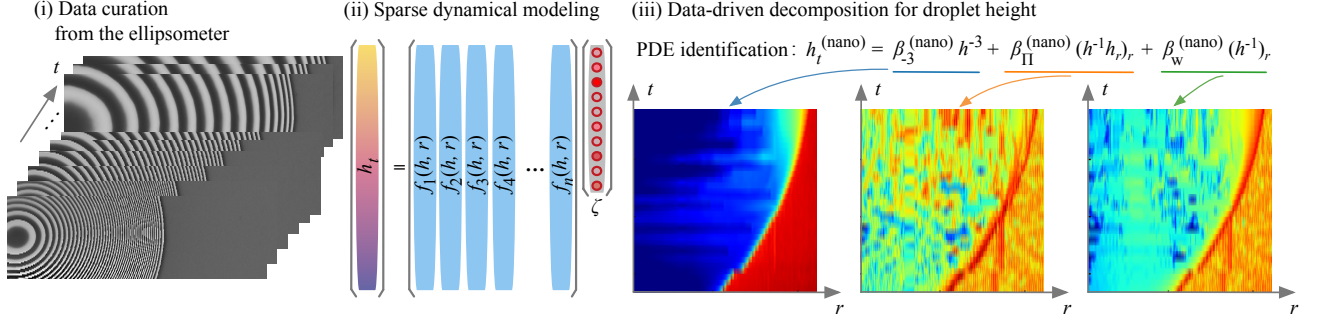 (i) Data curation
from the ellipsometer
t
...
(ii) Sparse dynamical modeling
h_t
=
f_1(h, r)
f_2(h, r)
f_3(h, r)
f_4(h, r)
...
f_n(h, r)
ζ
(iii) Data-driven decomposition for droplet height
PDE identification: h_t^(nano) = β_-3^(nano) h^-3 + β_Π^(nano) (h^-1 h_r)_r + β_w^(nano) (h^-1)_r
t
t
t
r
r
r